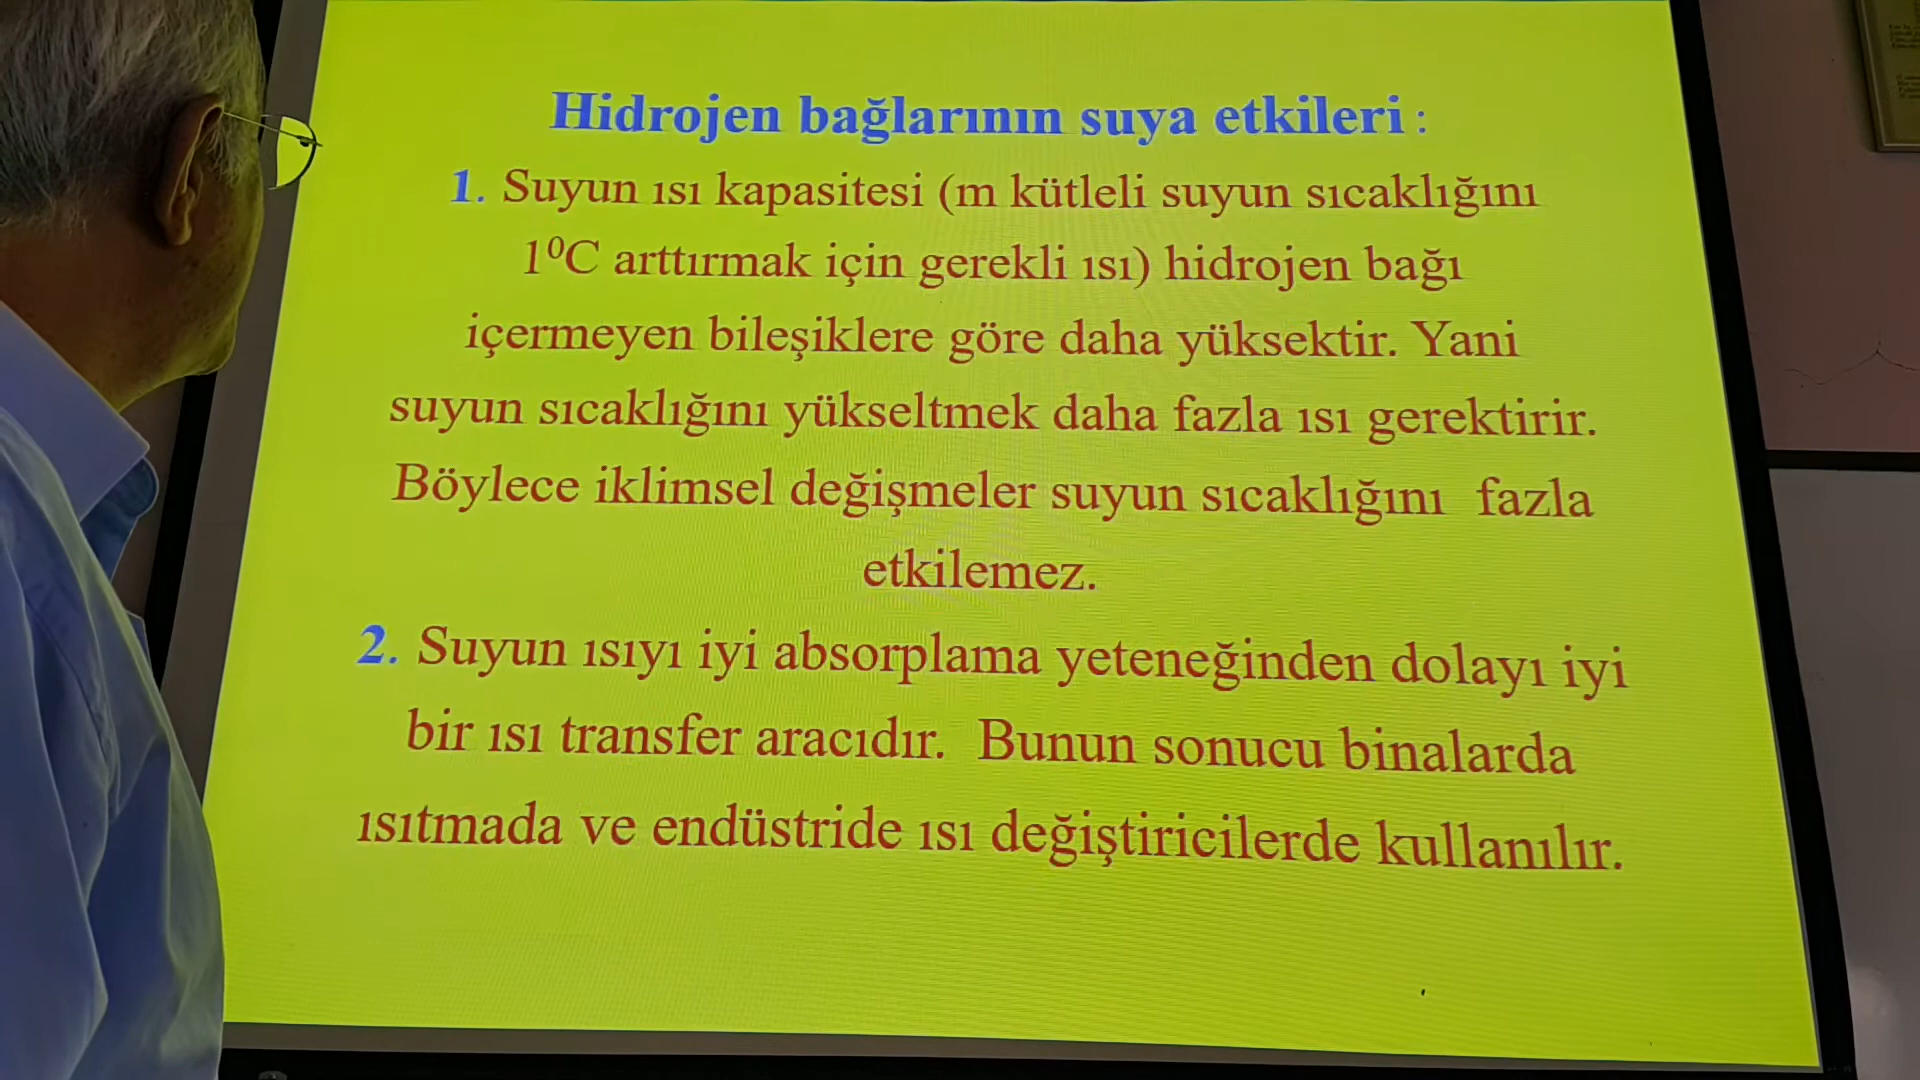 Hidrojen bağlarının suya etkileri :
1. Suyun ısı kapasitesi (m kütleli suyun sıcaklığını
1⁰C arttırmak için gerekli ısı) hidrojen bağı
içermeyen bileşiklere göre daha yüksektir. Yani
suyun sıcaklığını yükseltmek daha fazla ısı gerektirir.
Böylece iklimsel değişmeler suyun sıcaklığını fazla
etkilemez.
2. Suyun ısıyı iyi absorplama yeteneğinden dolayı iyi
bir ısı transfer aracıdır. Bunun sonucu binalarda
ısıtmada ve endüstride ısı değiştiricilerde kullanılır.